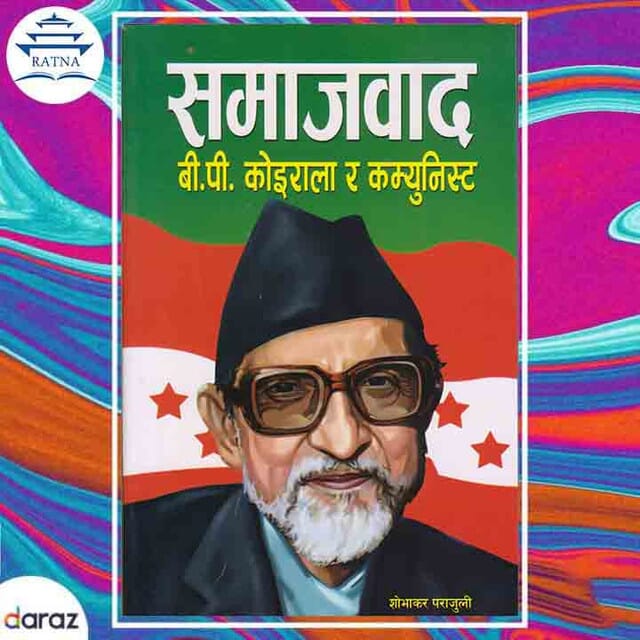 RATNA
समाजवाद
बी.पी. कोइराला र कम्युनिस्ट
शोभाकर पराजुली
daraz